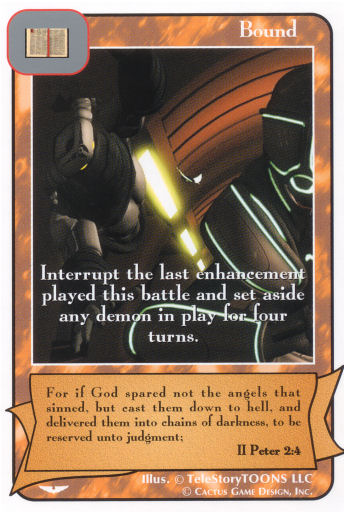 Bound
Interrupt the last enhancement
played this battle and set aside
any demon in play for four
turns.
For if God spared not the angels that
sinned, but cast them down to hell, and
delivered them into chains of darkness, to be
reserved unto judgment;
II Peter 2:4
Illus. © TeleStoryTOONS LLC
© Cactus Game Design, Inc.